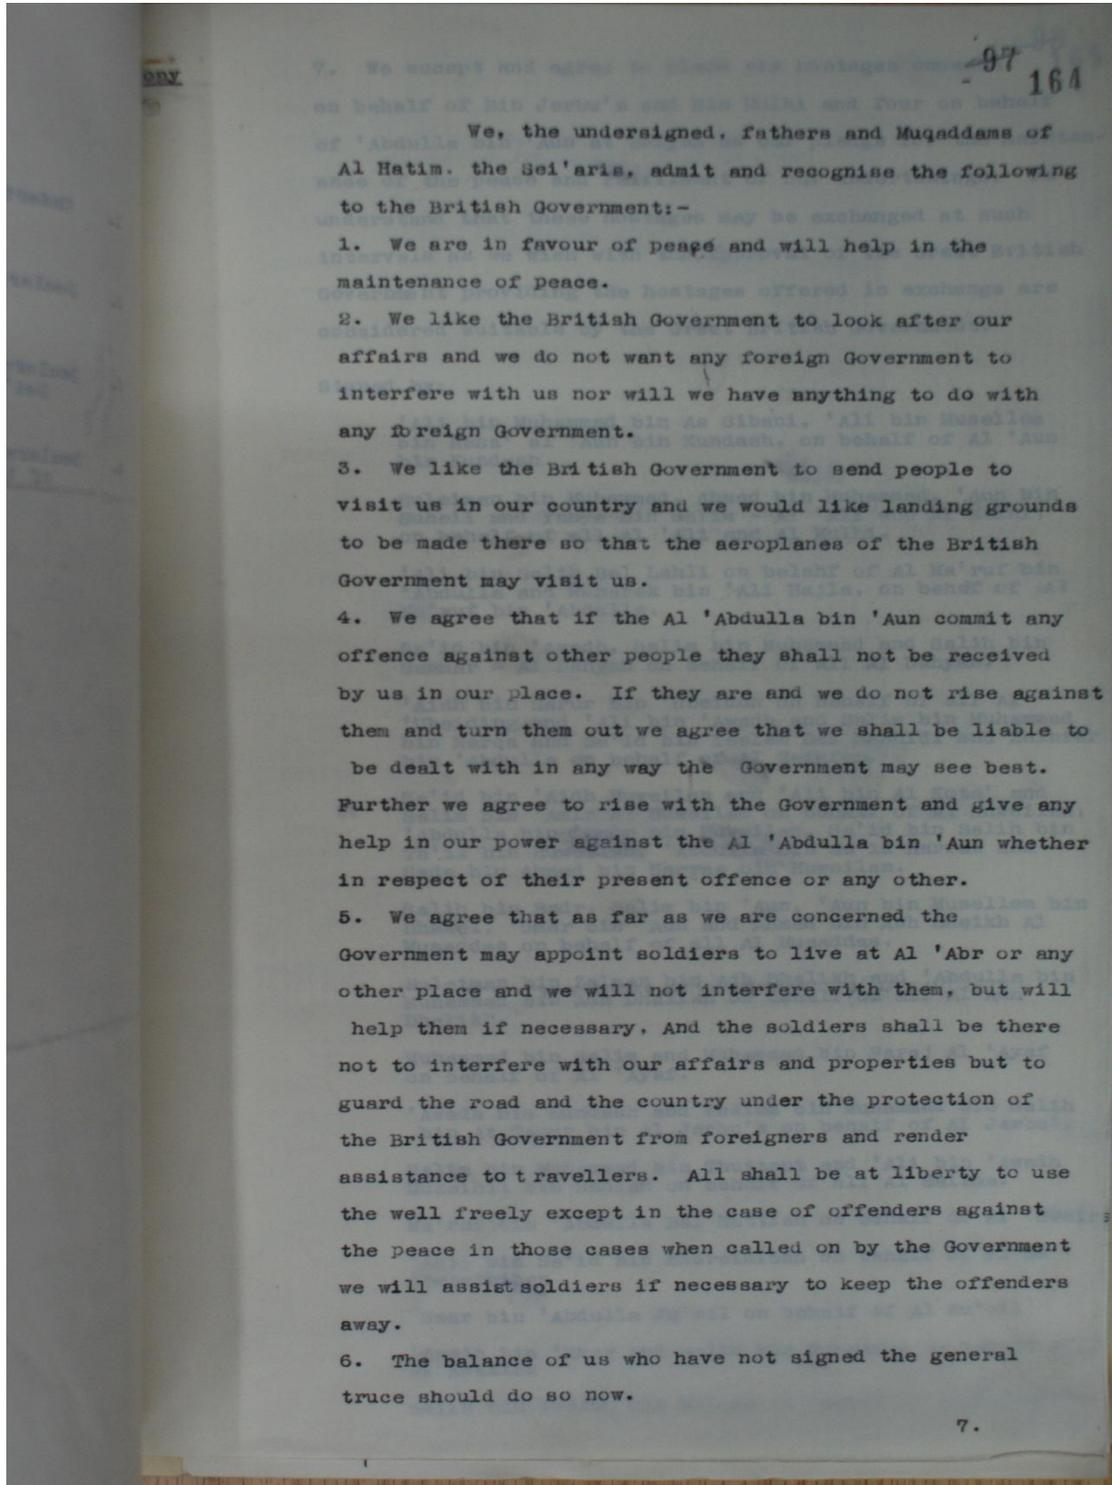 ony
97
164
We, the undersigned, fathers and Muqaddams of
Al Hatim. the Sei'aris, admit and recognise the following
to the British Government:-
1. We are in favour of peace and will help in the
maintenance of peace.
2. We like the British Government to look after our
affairs and we do not want any foreign Government to
interfere with us nor will we have anything to do with
any foreign Government.
3. We like the British Government to send people to
visit us in our country and we would like landing grounds
to be made there so that the aeroplanes of the British
Government may visit us.
4. We agree that if the Al 'Abdulla bin 'Aun commit any
offence against other people they shall not be received
by us in our place. If they are and we do not rise against
them and turn them out we agree that we shall be liable to
be dealt with in any way the Government may see best.
Further we agree to rise with the Government and give any
help in our power against the Al 'Abdulla bin 'Aun whether
in respect of their present offence or any other.
5. We agree that as far as we are concerned the
Government may appoint soldiers to live at Al 'Abr or any
other place and we will not interfere with them, but will
help them if necessary. And the soldiers shall be there
not to interfere with our affairs and properties but to
guard the road and the country under the protection of
the British Government from foreigners and render
assistance to travellers. All shall be at liberty to use
the well freely except in the case of offenders against
the peace in those cases when called on by the Government
we will assist soldiers if necessary to keep the offenders
away.
6. The balance of us who have not signed the general
truce should do so now.
7.